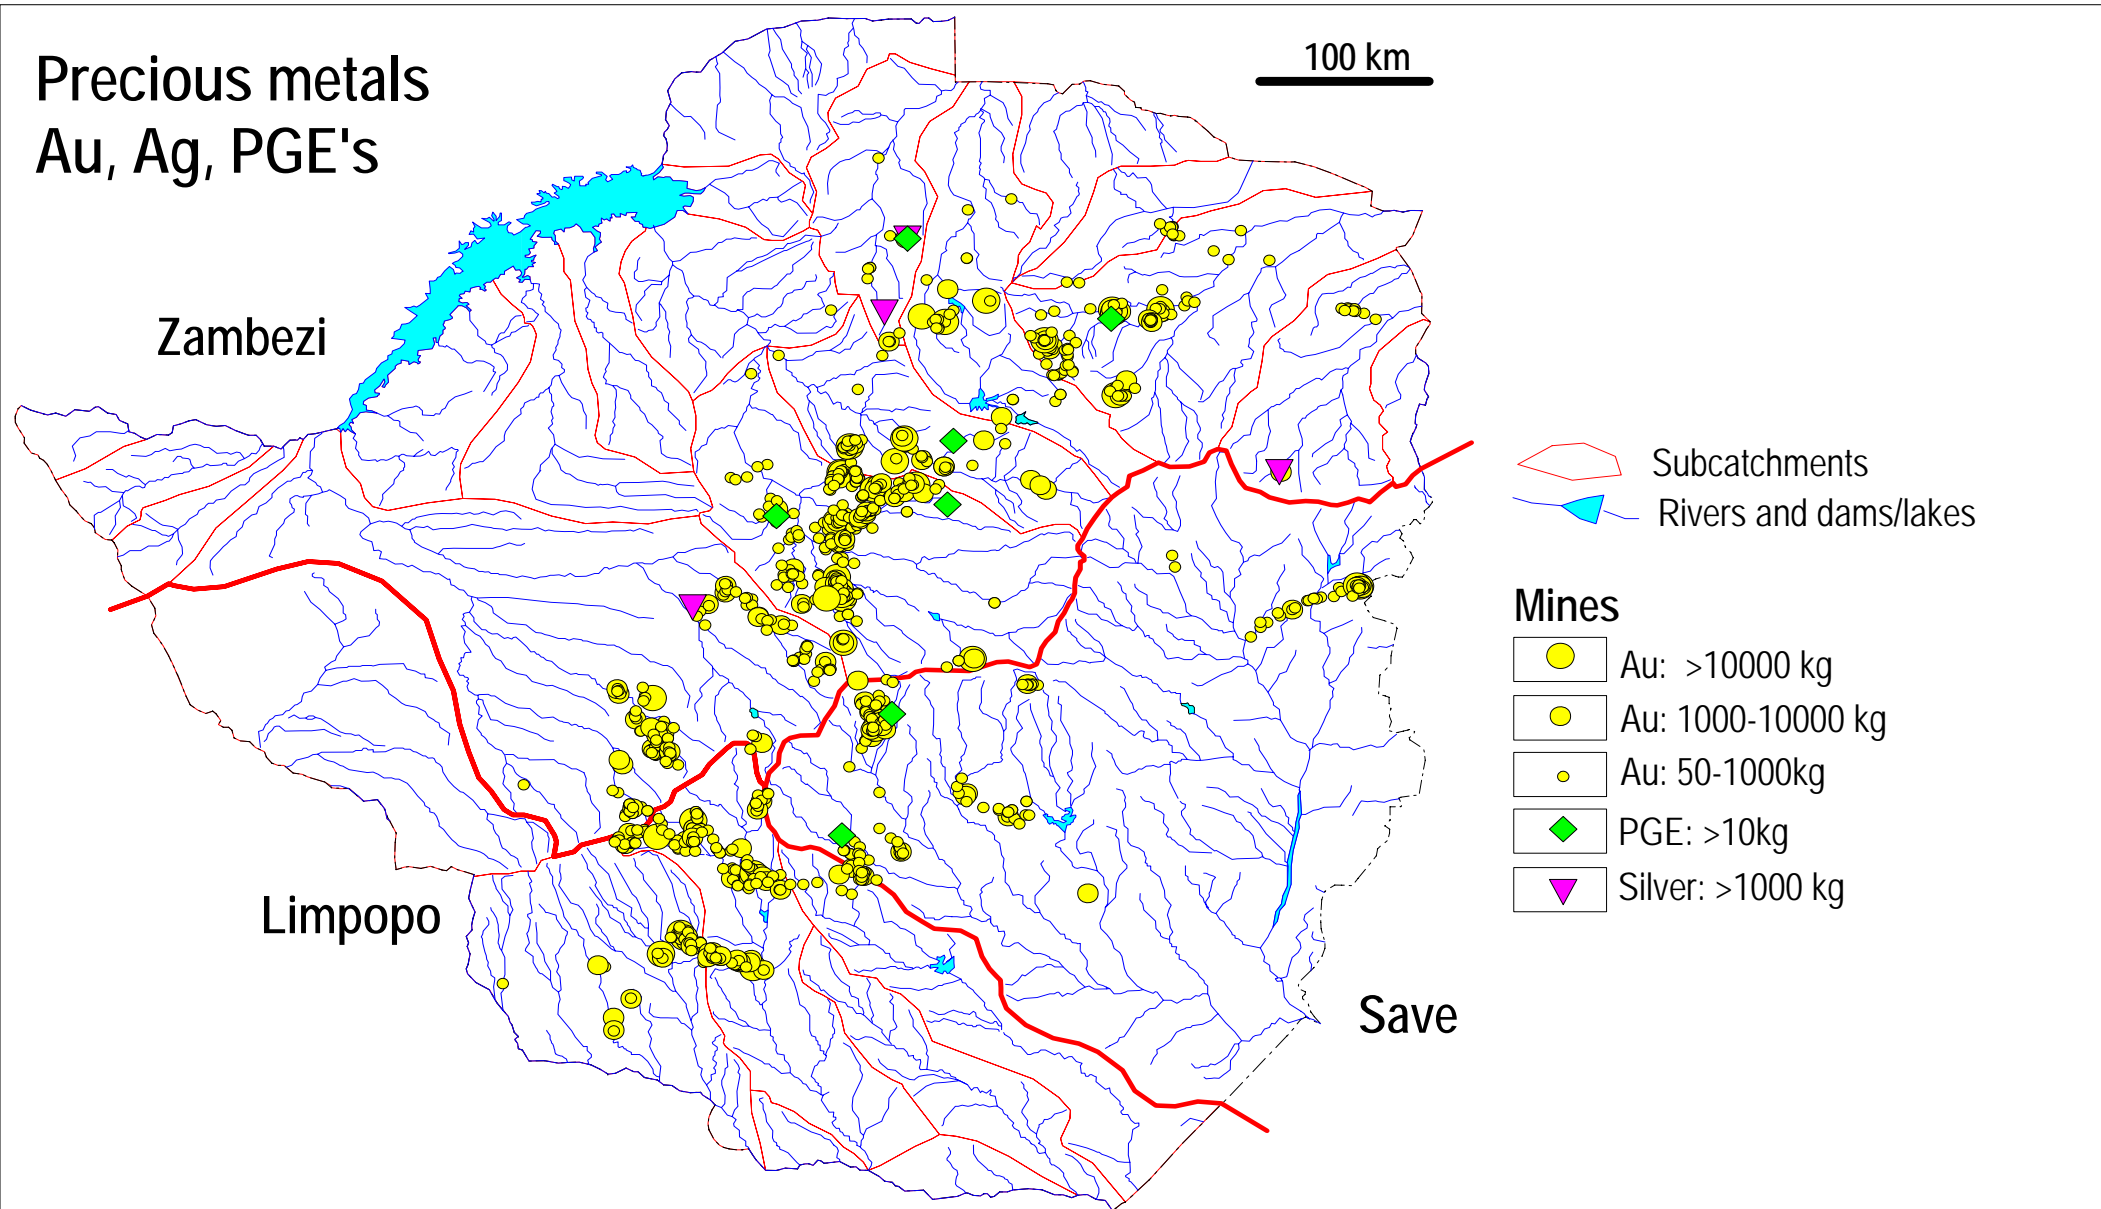 Precious metals
Au, Ag, PGE's
100 km
Zambezi
Limpopo
Save
Subcatchments
Rivers and dams/lakes
Mines
Au: >10000 kg
Au: 1000-10000 kg
Au: 50-1000kg
PGE: >10kg
Silver: >1000 kg